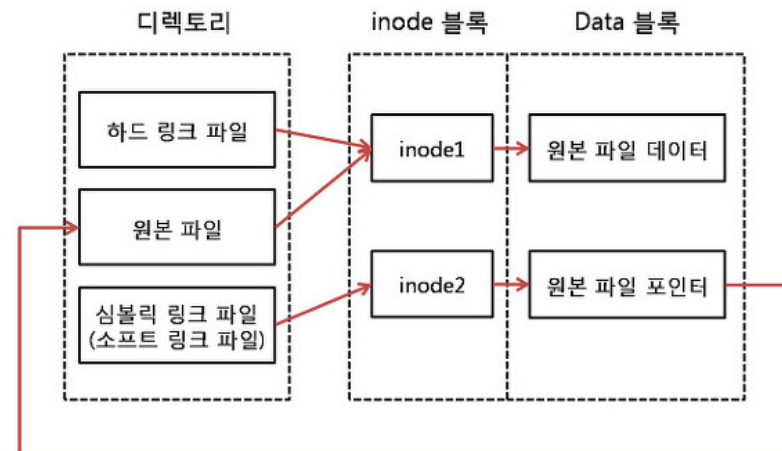 디렉토리
inode 블록
Data 블록
하드 링크 파일
inode1
원본 파일 데이터
원본 파일
심볼릭 링크 파일
(소프트 링크 파일)
inode2
원본 파일 포인터